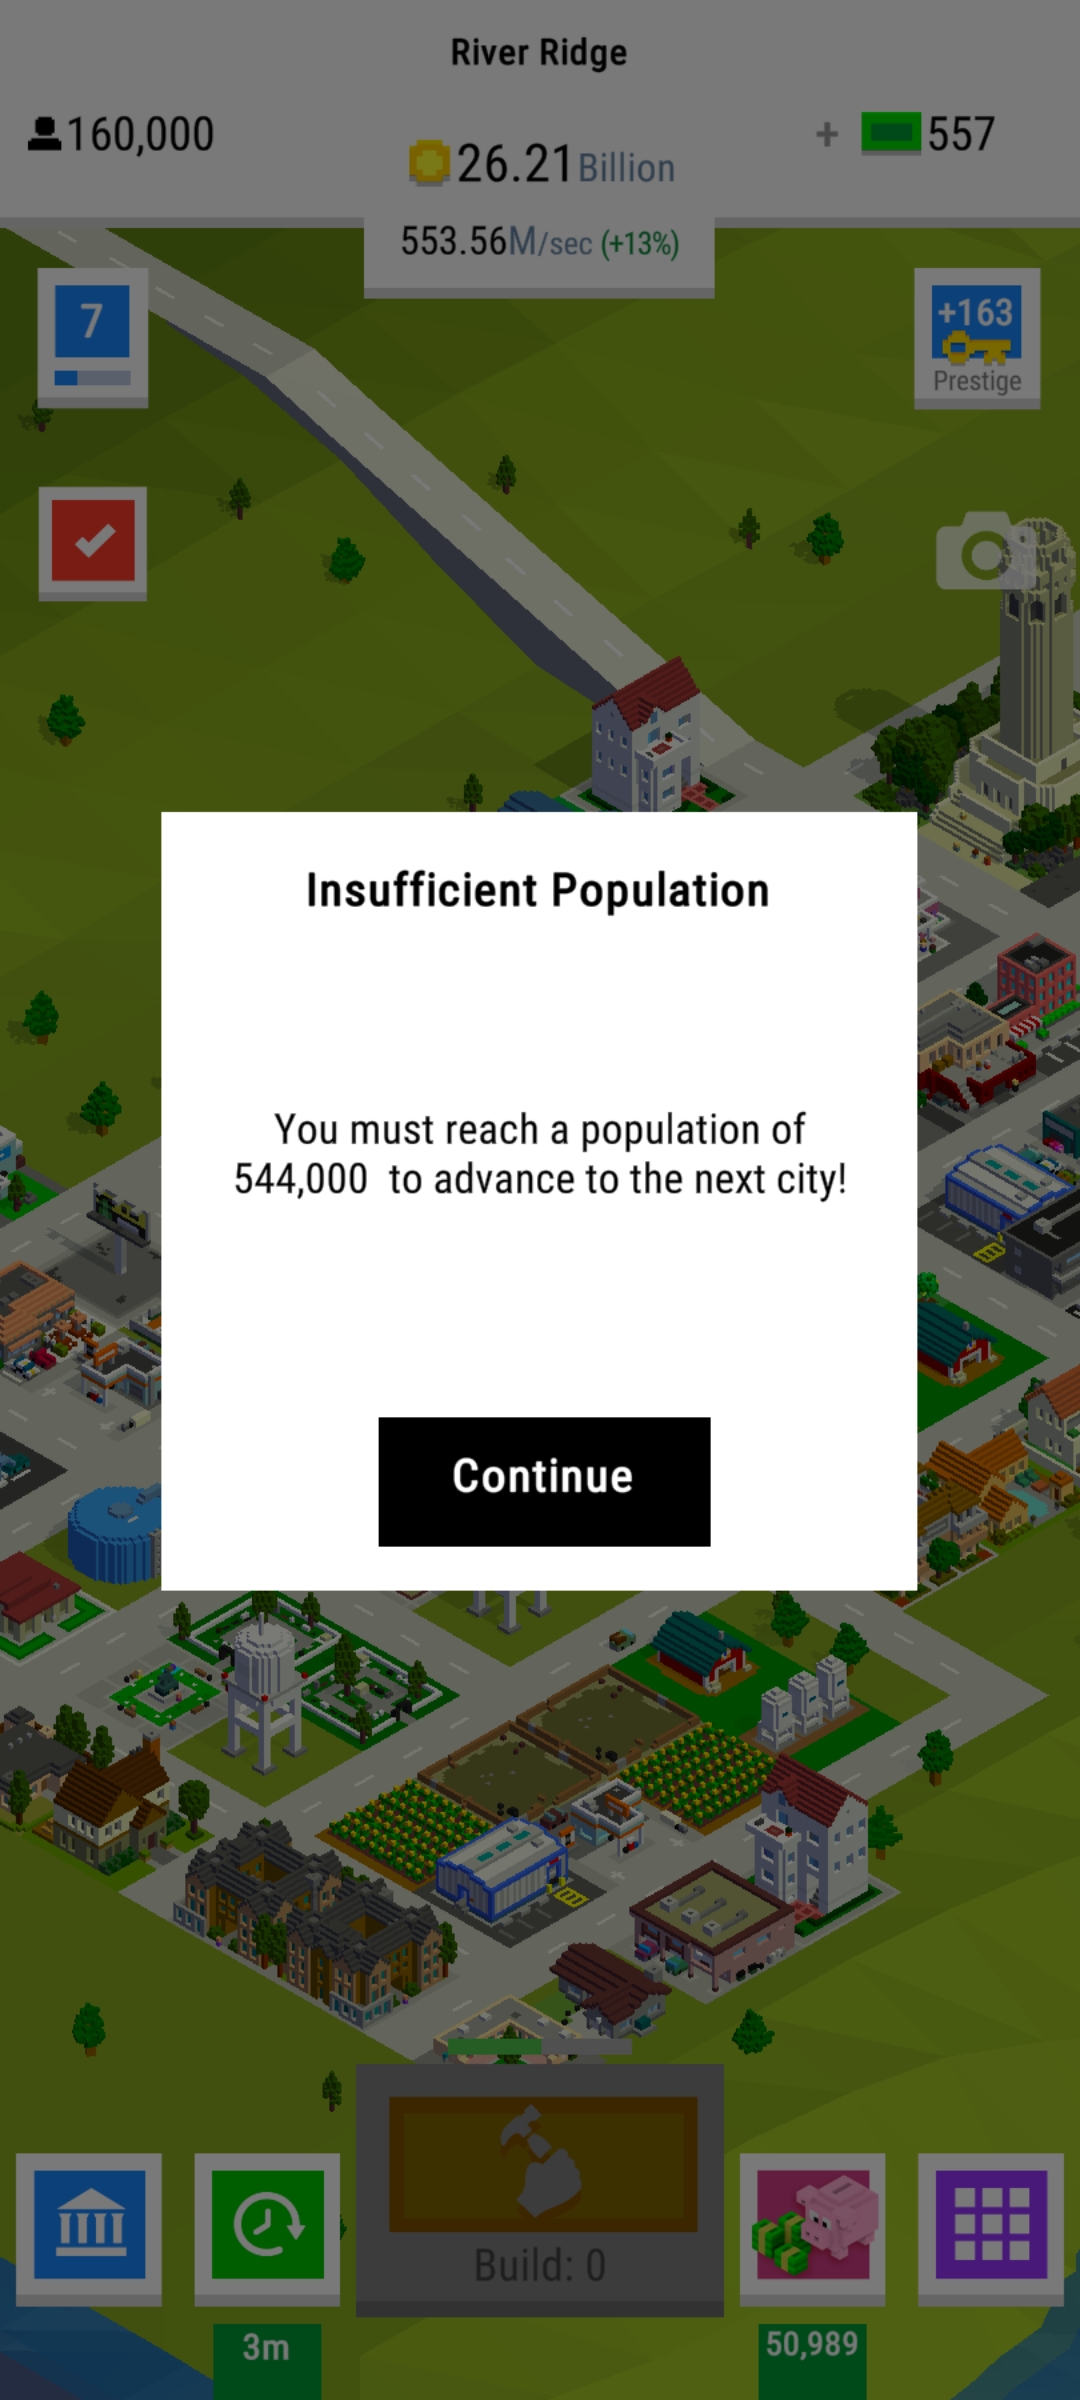 River Ridge
160,000
26.21 Billion
+ 557
553.56M/sec (+13%)
7
+163
Prestige
Insufficient Population
You must reach a population of
544,000 to advance to the next city!
Continue
Build: 0
3m
50,989